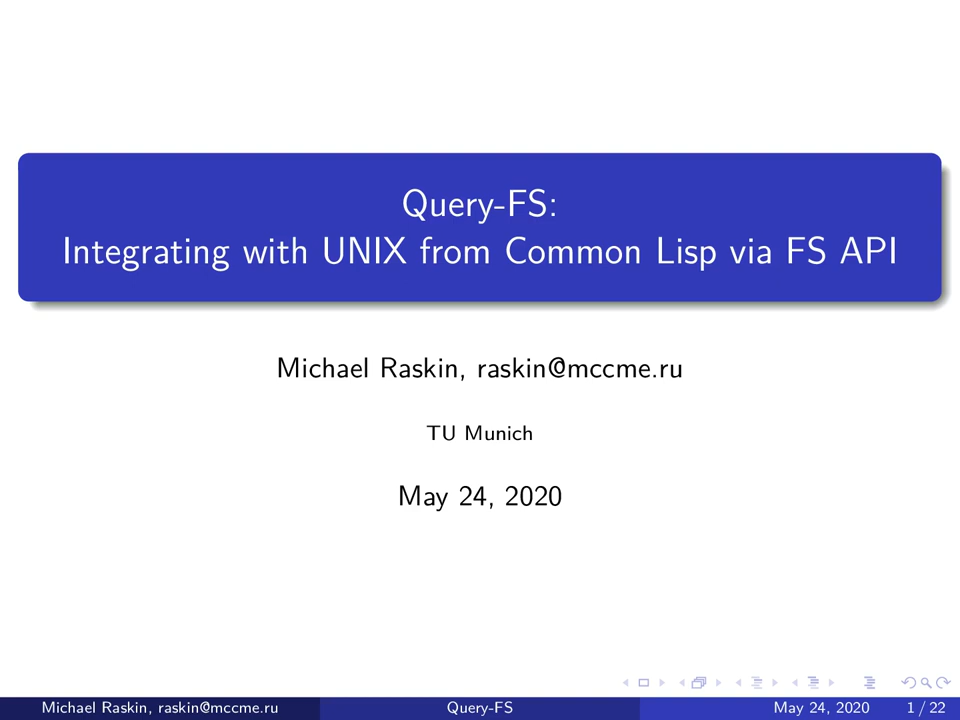 Query-FS:
Integrating with UNIX from Common Lisp via FS API
Michael Raskin, raskin@mccme.ru
TU Munich
May 24, 2020
Michael Raskin, raskin@mccme.ru Query-FS May 24, 2020 1 / 22